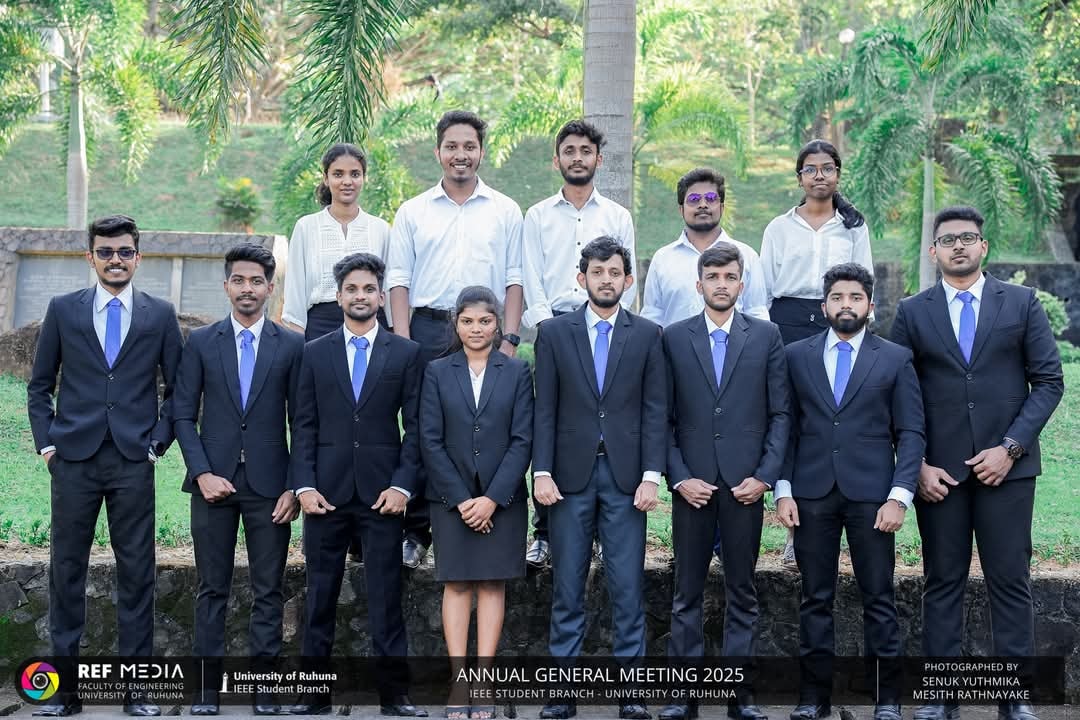 REF MEDIA
FACULTY OF ENGINEERING
UNIVERSITY OF RUHUNA
University of Ruhuna
IEEE Student Branch
ANNUAL GENERAL MEETING 2025
IEEE STUDENT BRANCH - UNIVERSITY OF RUHUNA
PHOTOGRAPHED BY
SENUK YUTHMIKA
MESITH RATHNAYAKE